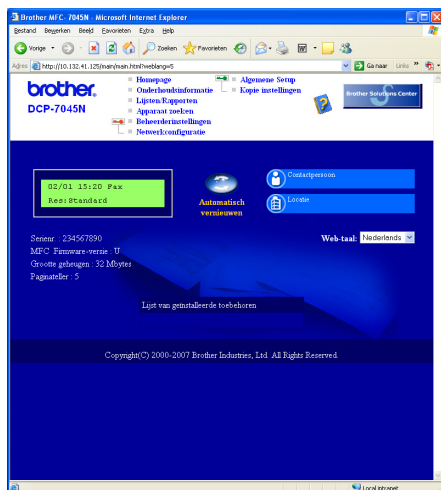 Brother MFC- 7045N - Microsoft Internet Explorer
Bestand Bewerken Beeld Favorieten Extra Help
Vorige Zoeken Favorieten
Adres http://10.132.41.125/main/main.html?weblang=5 Ga naar Links »
brother.
DCP-7045N
Homepage
Onderhoudsinformatie
Lijsten/Rapporten
Apparaat zoeken
Beheerderinstellingen
Netwerkconfiguratie
Algemene Setup
Kopie instellingen
Brother Solutions Center
02/01 15:20 Fax
Res:Standard
Automatisch
vernieuwen
Contactpersoon
Locatie
Serienr. : 234567890
MFC Firmware-versie : U
Grootte geheugen : 32 Mbytes
Paginateller : 5
Web-taal: Nederlands
Lijst van geïnstalleerde toebehoren
Copyright(C) 2000-2007 Brother Industries, Ltd. All Rights Reserved.
Local intranet